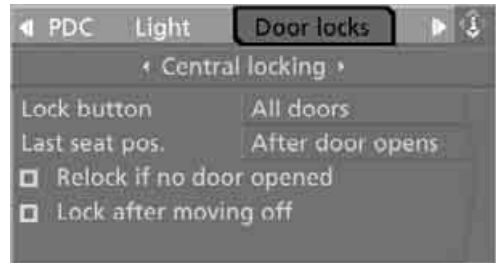 PDC Light Door locks
Central locking
Lock button All doors
Last seat pos. After door opens
Relock if no door opened
Lock after moving off